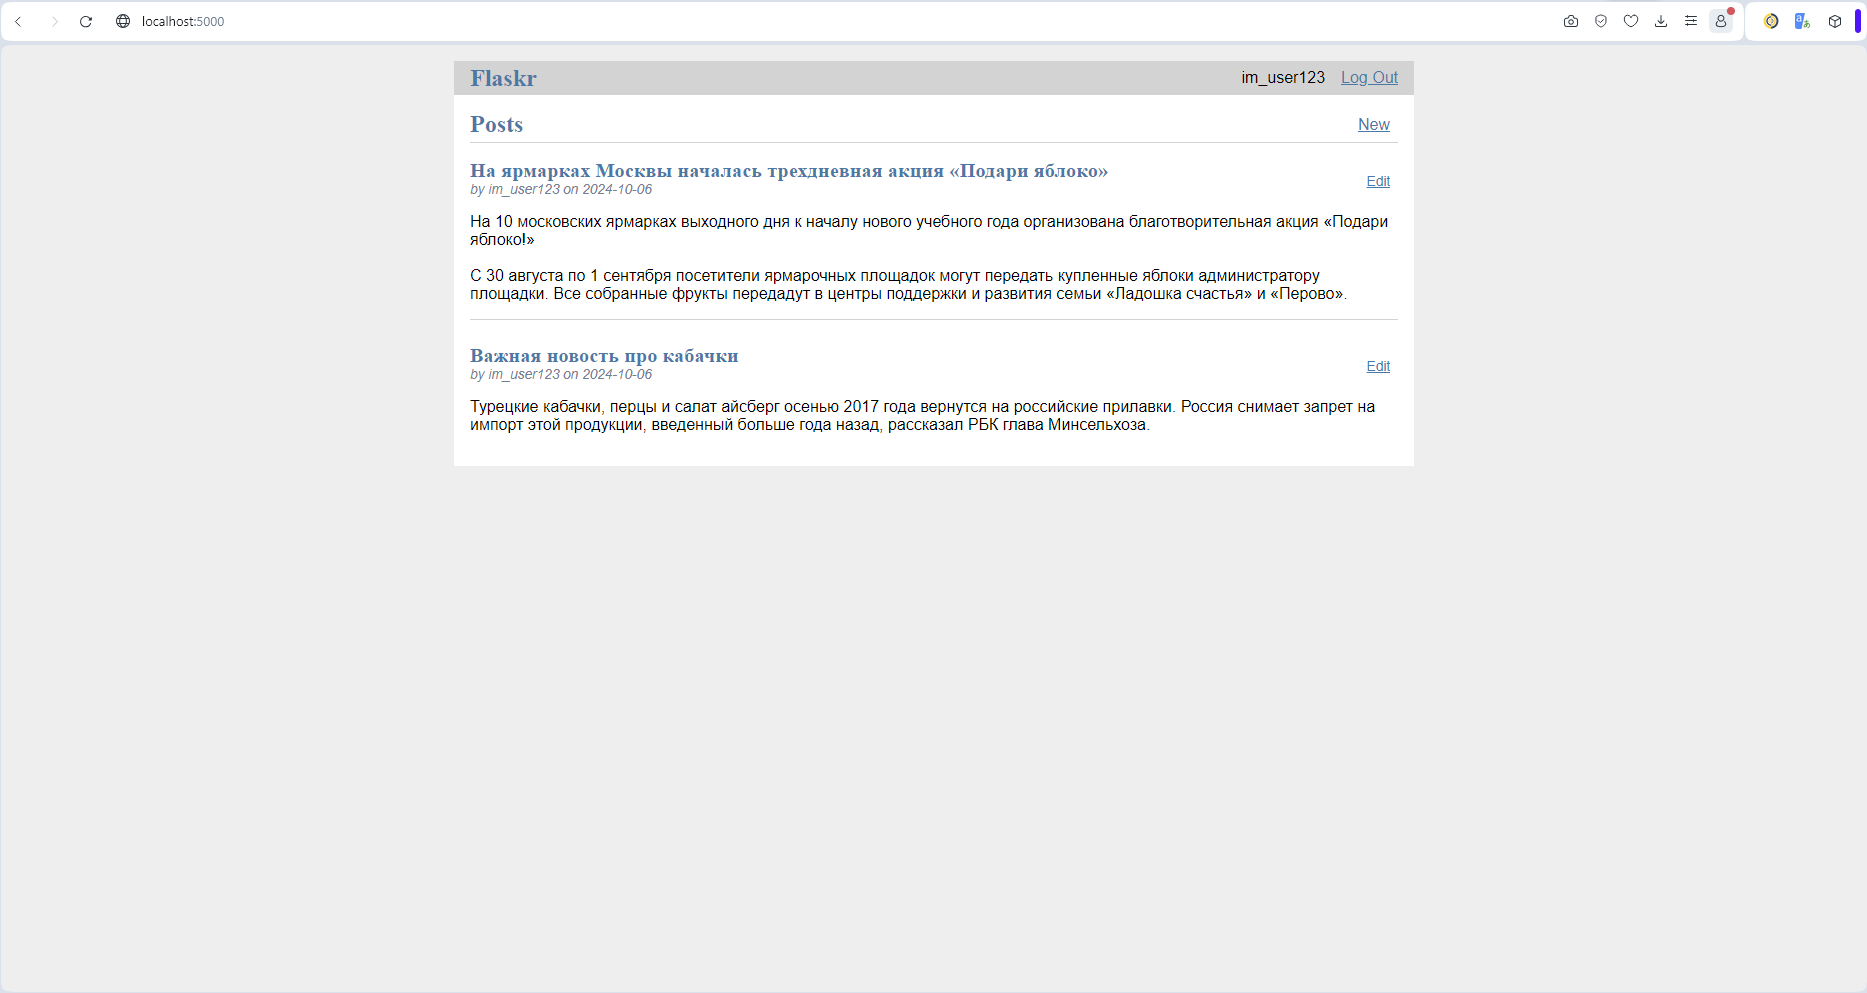 localhost:5000
Flaskr
im_user123 Log Out
Posts
New
На ярмарках Москвы началась трехдневная акция «Подари яблоко»
by im_user123 on 2024-10-06
Edit
На 10 московских ярмарках выходного дня к началу нового учебного года организована благотворительная акция «Подари
яблоко!»
С 30 августа по 1 сентября посетители ярмарочных площадок могут передать купленные яблоки администратору
площадки. Все собранные фрукты передадут в центры поддержки и развития семьи «Ладошка счастья» и «Перово».
Важная новость про кабачки
by im_user123 on 2024-10-06
Edit
Турецкие кабачки, перцы и салат айсберг осенью 2017 года вернутся на российские прилавки. Россия снимает запрет на
импорт этой продукции, введенный больше года назад, рассказал РБК глава Минсельхоза.